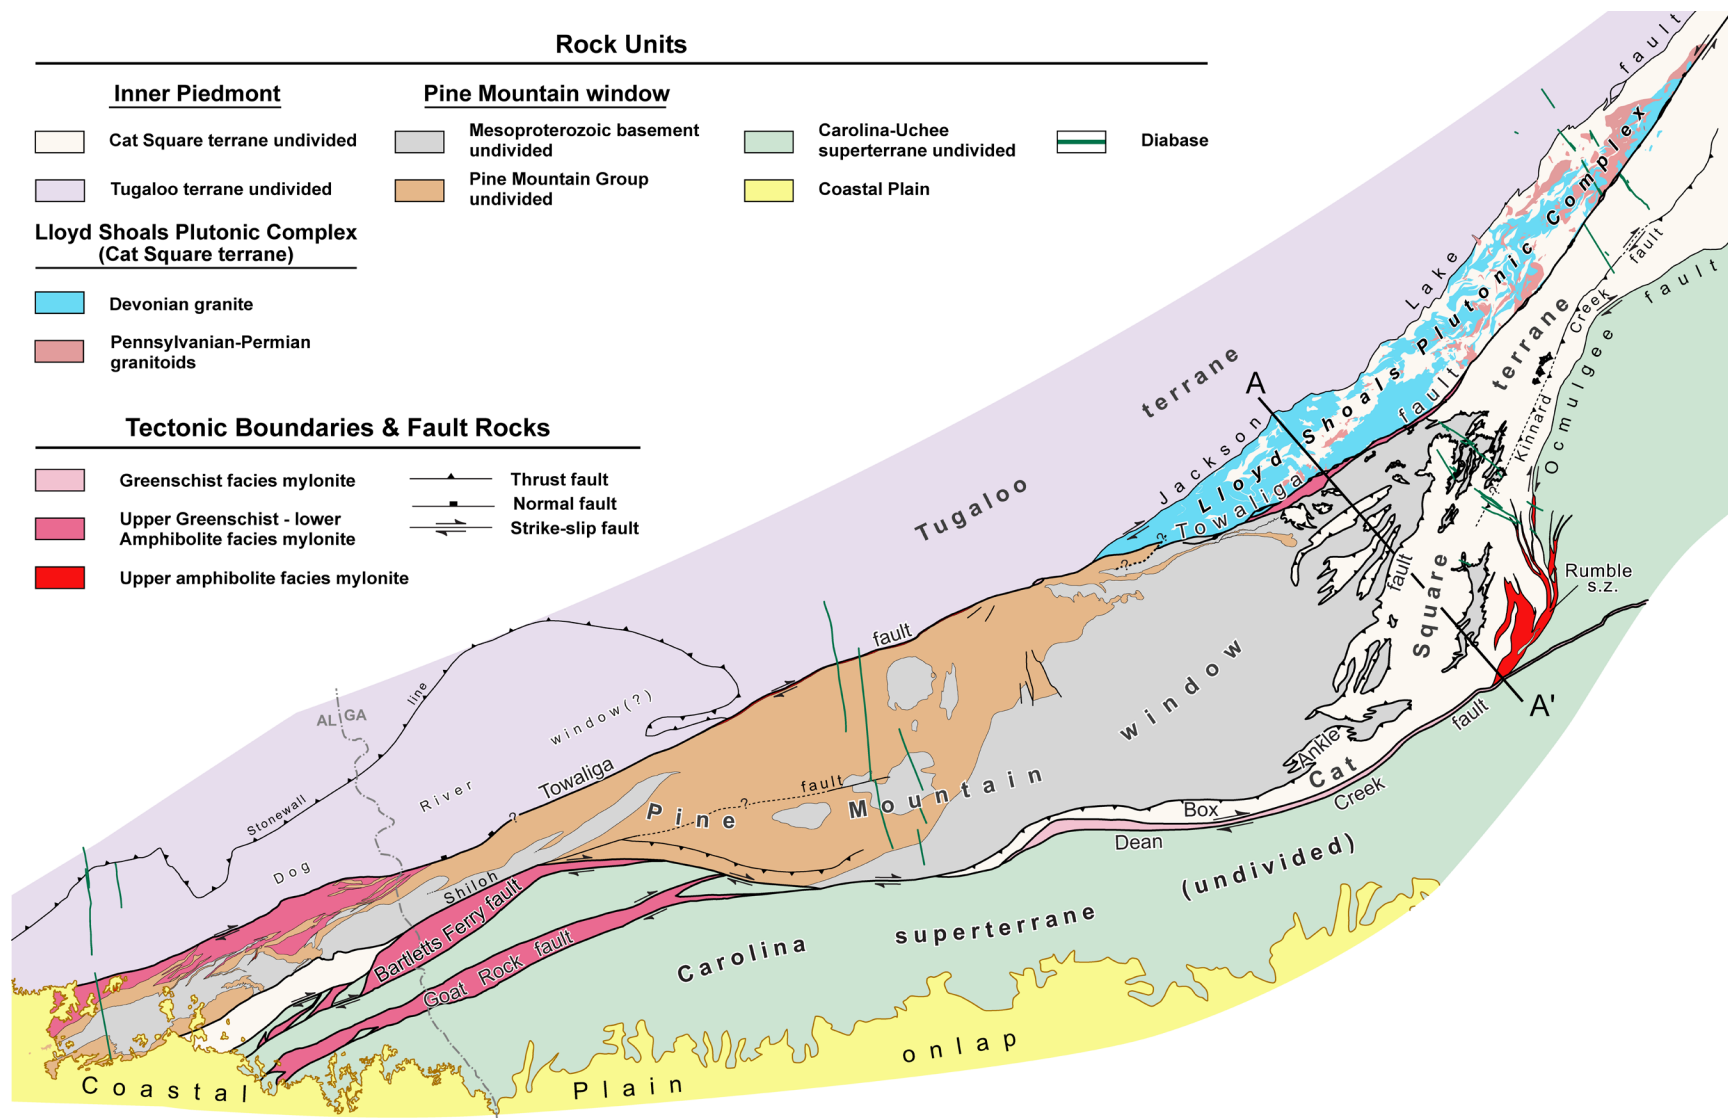 Rock Units
Inner Piedmont
Pine Mountain window
Cat Square terrane undivided
Mesoproterozoic basement
undivided
Carolina-Uchee
superterrane undivided
Diabase
Tugaloo terrane undivided
Pine Mountain Group
undivided
Coastal Plain
Lloyd Shoals Plutonic Complex
(Cat Square terrane)
Devonian granite
Pennsylvanian-Permian
granitoids
Tectonic Boundaries & Fault Rocks
Greenschist facies mylonite
Thrust fault
Normal fault
Upper Greenschist - lower
Amphibolite facies mylonite
Strike-slip fault
Upper amphibolite facies mylonite
Tugaloo terrane
Jackson Lake fault
Lloyd Shoals Plutonic Complex
Towaliga fault
A
A'
Kinnard Creek fault
?
Ocmulgee fault
Cat Square terrane
Rumble
s.z.
?
?
fault
Ankle
fault
Towaliga
?
Stonewall line
AL
GA
Dog River window(?)
Pine Mountain window
?
fault
Shiloh
Bartletts Ferry fault
Goat Rock fault
Box
Dean Creek fault
Carolina superterrane (undivided)
Coastal Plain onlap